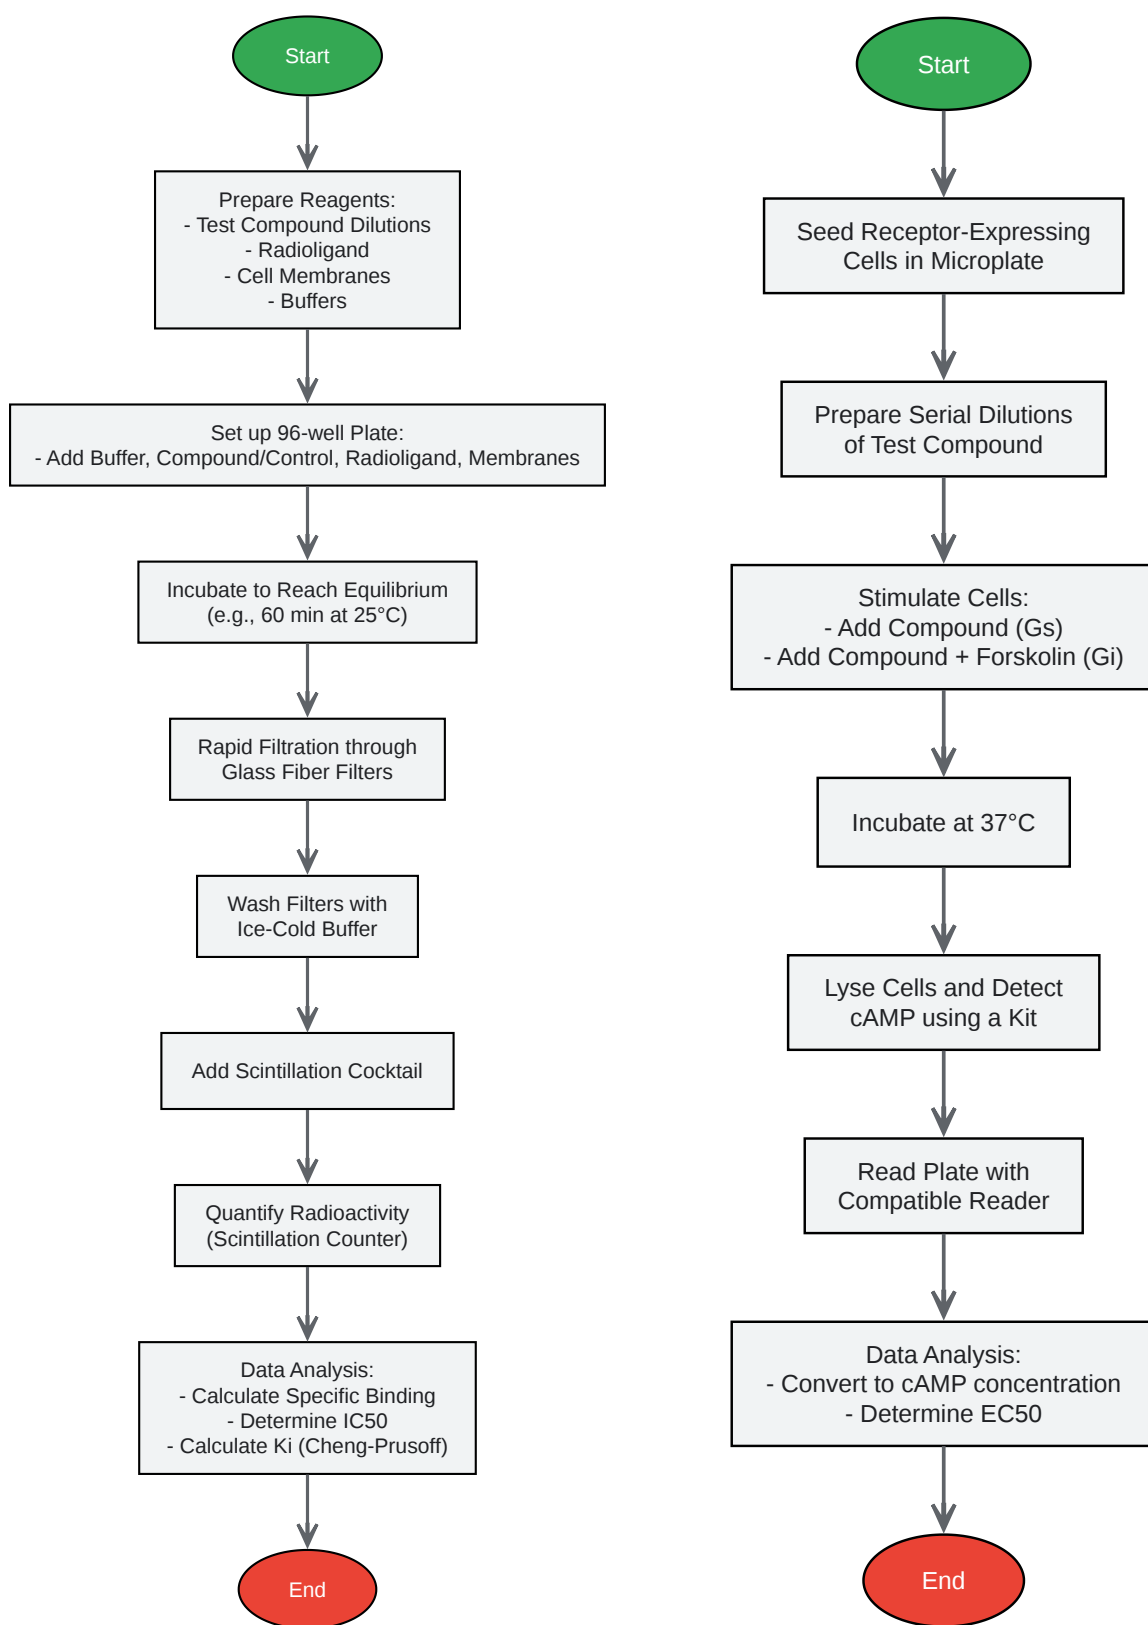 Start
Prepare Reagents:
- Test Compound Dilutions
- Radioligand
- Cell Membranes
- Buffers
Set up 96-well Plate:
- Add Buffer, Compound/Control, Radioligand, Membranes
Incubate to Reach Equilibrium
(e.g., 60 min at 25°C)
Rapid Filtration through
Glass Fiber Filters
Wash Filters with
Ice-Cold Buffer
Add Scintillation Cocktail
Quantify Radioactivity
(Scintillation Counter)
Data Analysis:
- Calculate Specific Binding
- Determine IC50
- Calculate Ki (Cheng-Prusoff)
End
Start
Seed Receptor-Expressing
Cells in Microplate
Prepare Serial Dilutions
of Test Compound
Stimulate Cells:
- Add Compound (Gs)
- Add Compound + Forskolin (Gi)
Incubate at 37°C
Lyse Cells and Detect
cAMP using a Kit
Read Plate with
Compatible Reader
Data Analysis:
- Convert to cAMP concentration
- Determine EC50
End